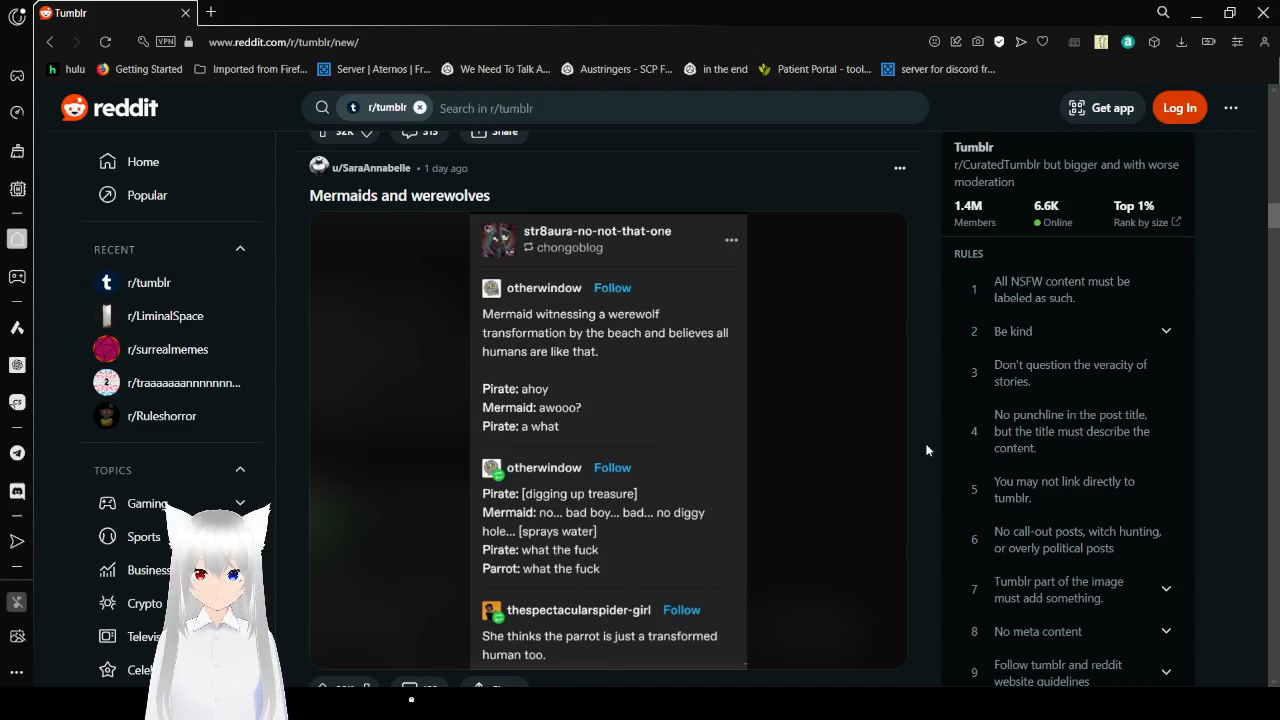 Tumblr
VPN
www.reddit.com/r/tumblr/new/
hulu
Getting Started
Imported from Firef...
Server | Aternos | Fr...
We Need To Talk A...
Austringers - SCP F...
in the end
Patient Portal - tool...
server for discord fr...
reddit
r/tumblr
Search in r/tumblr
Get app
Log In
Share
Home
Popular
RECENT
r/tumblr
r/LiminalSpace
r/surrealmemes
r/traaaaaaannnnnnn...
r/Ruleshorror
TOPICS
Gaming
Sports
Business
Crypto
u/SaraAnnabelle • 1 day ago
Mermaids and werewolves
str8aura-no-not-that-one
chongoblog
otherwindow Follow
Mermaid witnessing a werewolf
transformation by the beach and believes all
humans are like that.
Pirate: ahoy
Mermaid: awooo?
Pirate: a what
otherwindow Follow
Pirate: [digging up treasure]
Mermaid: no... bad boy... bad... no diggy
hole... [sprays water]
Pirate: what the fuck
Parrot: what the fuck
thespectacularspider-girl Follow
She thinks the parrot is just a transformed
human too.
Tumblr
r/CuratedTumblr but bigger and with worse
moderation
1.4M
Members
6.6K
Online
Top 1%
Rank by size
RULES
1 All NSFW content must be
labeled as such.
2 Be kind
3 Don't question the veracity of
stories.
4 No punchline in the post title,
but the title must describe the
content.
5 You may not link directly to
tumblr.
6 No call-out posts, witch hunting,
or overly political posts
7 Tumblr part of the image
must add something.
8 No meta content
9 Follow tumblr and reddit
website guidelines